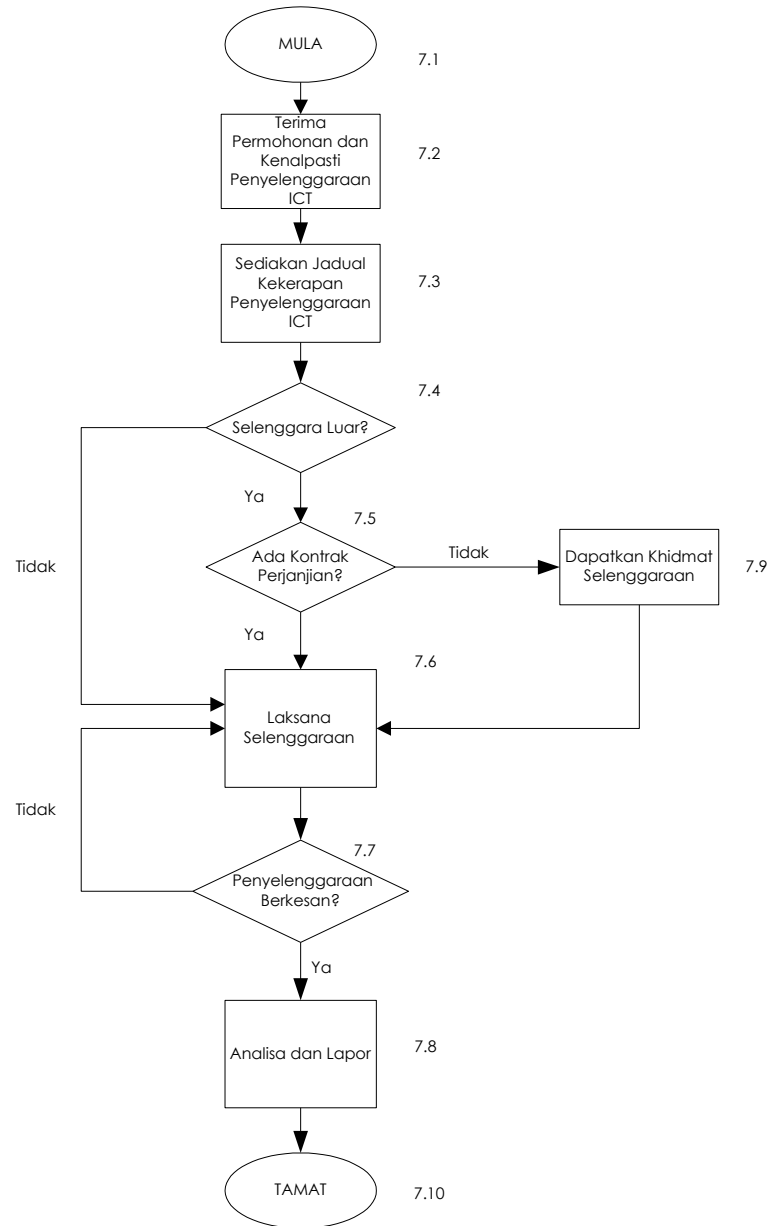 MULA
7.1
Terima
Permohonan dan
Kenalpasti
Penyelenggaraan
ICT
7.2
Sediakan Jadual
Kekerapan
Penyelenggaraan
ICT
7.3
7.4
Selenggara Luar?
Ya
7.5
Tidak
Ada Kontrak
Perjanjian?
Tidak
Dapatkan Khidmat
Selenggaraan
7.9
Ya
7.6
Laksana
Selenggaraan
Tidak
7.7
Penyelenggaraan
Berkesan?
Ya
Analisa dan Lapor
7.8
TAMAT
7.10